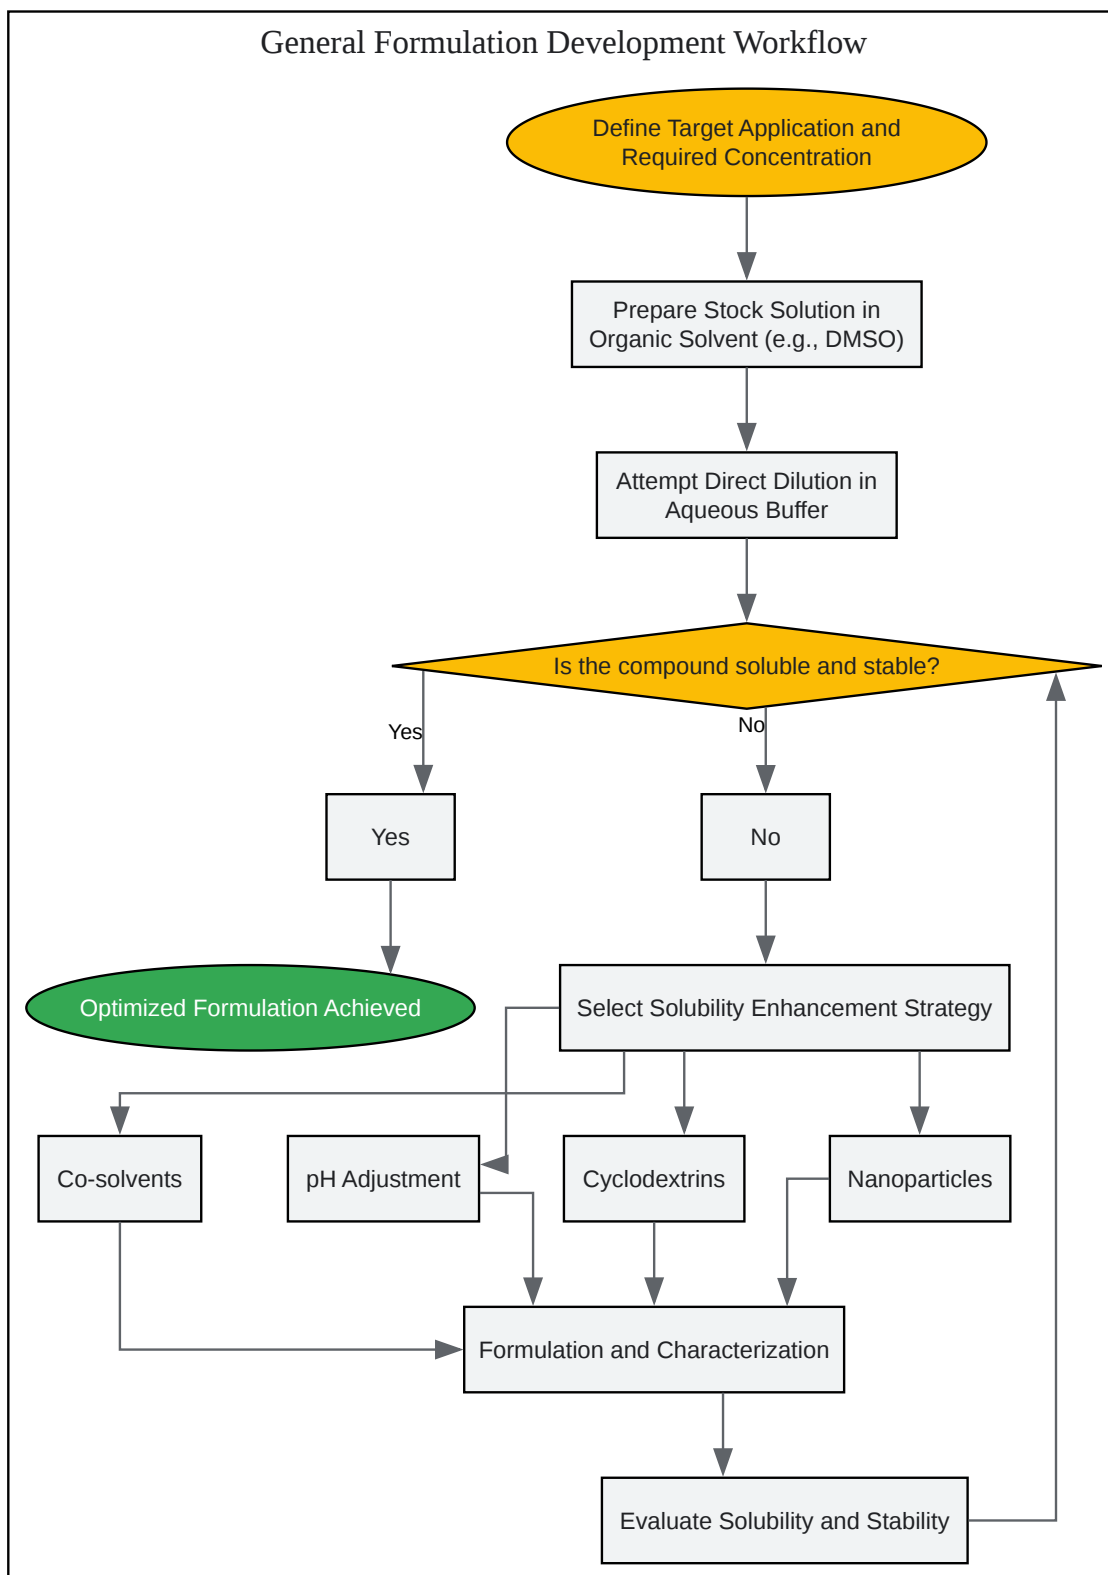 General Formulation Development Workflow
Define Target Application and
Required Concentration
Prepare Stock Solution in
Organic Solvent (e.g., DMSO)
Attempt Direct Dilution in
Aqueous Buffer
Is the compound soluble and stable?
Yes
No
Yes
No
Optimized Formulation Achieved
Select Solubility Enhancement Strategy
Co-solvents
pH Adjustment
Cyclodextrins
Nanoparticles
Formulation and Characterization
Evaluate Solubility and Stability